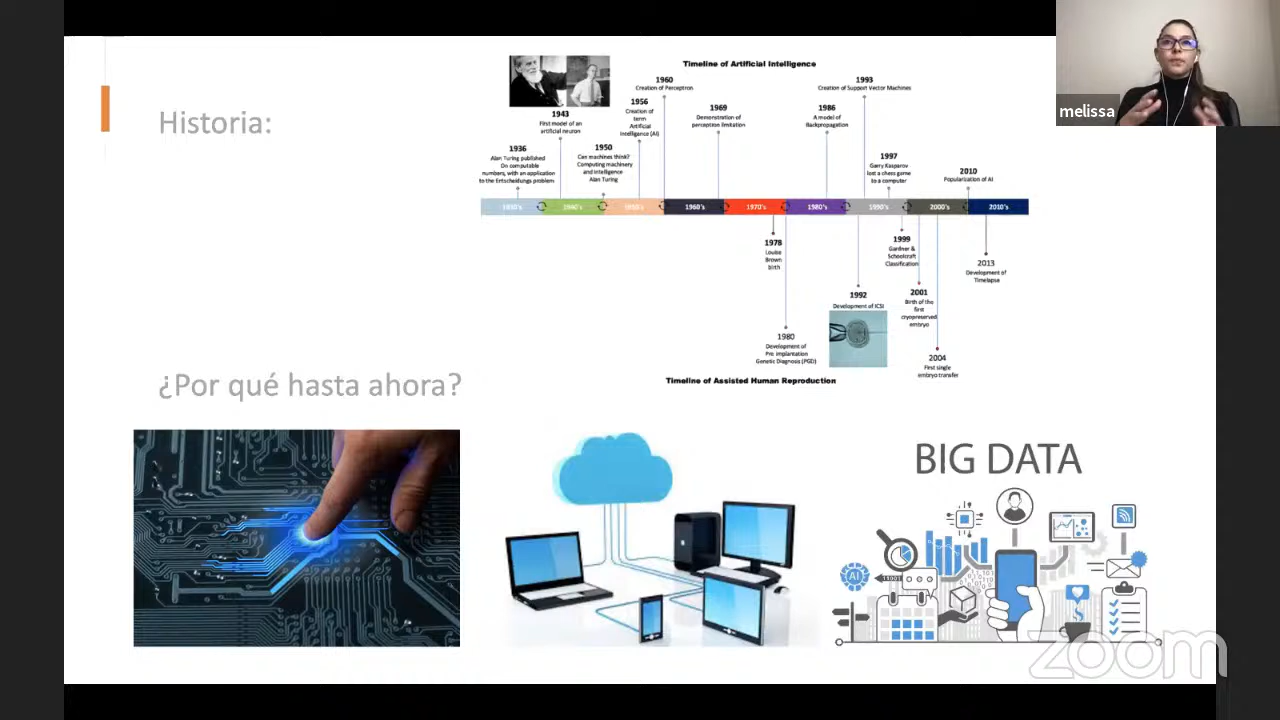 melissa
Historia:
Timeline of Artificial Intelligence
1936
Alan Turing published
On computable
numbers, with an application
to the Entscheidungs problem
1943
First model of an
artificial neuron
1950
Can machines think?
Computing machinery
and Intelligence
Alan Turing
1956
Creation of
term
Artificial
Intelligence (AI)
1960
Creation of Perceptron
1969
Demonstration of
perceptron limitation
1986
A model of
Backpropagation
1993
Creation of Support Vector Machines
1997
Garry Kasparov
lost a chess game
to a computer
2010
Popularization of AI
1930's 1940's 1950's 1960's 1970's 1980's 1990's 2000's 2010's
1978
Louise
Brown
birth
1980
Development of
Pre implantation
Genetic Diagnosis (PGD)
1992
Development of ICSI
1999
Gardner &
Schoolcraft
Classification
2001
Birth of the
first
cryopreserved
embryo
2004
First single
embryo transfer
2013
Development of
Timelapse
Timeline of Assisted Human Reproduction
¿Por qué hasta ahora?
BIG DATA
AI
zoom